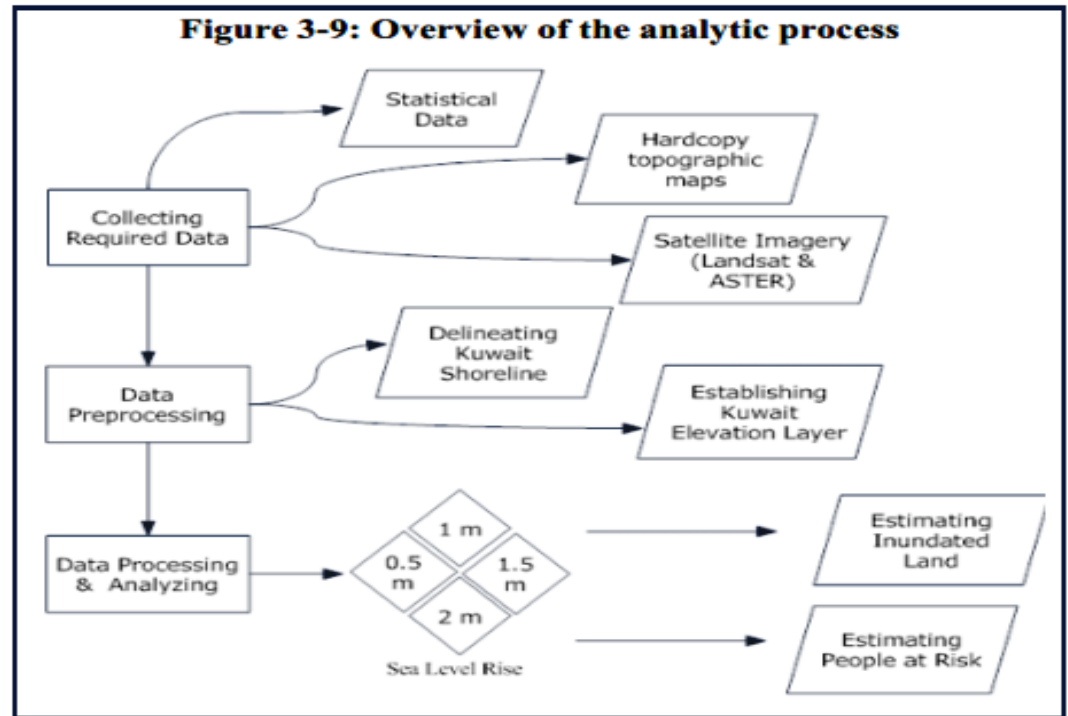 Figure 3-9: Overview of the analytic process
Statistical
Data
Hardcopy
topographic
maps
Collecting
Required Data
Satellite Imagery
(Landsat &
ASTER)
Delineating
Kuwait
Shoreline
Data
Preprocessing
Establishing
Kuwait
Elevation Layer
Data Processing
& Analyzing
1 m
0.5
m
1.5
m
2 m
Sea Level Rise
Estimating
Inundated
Land
Estimating
People at Risk